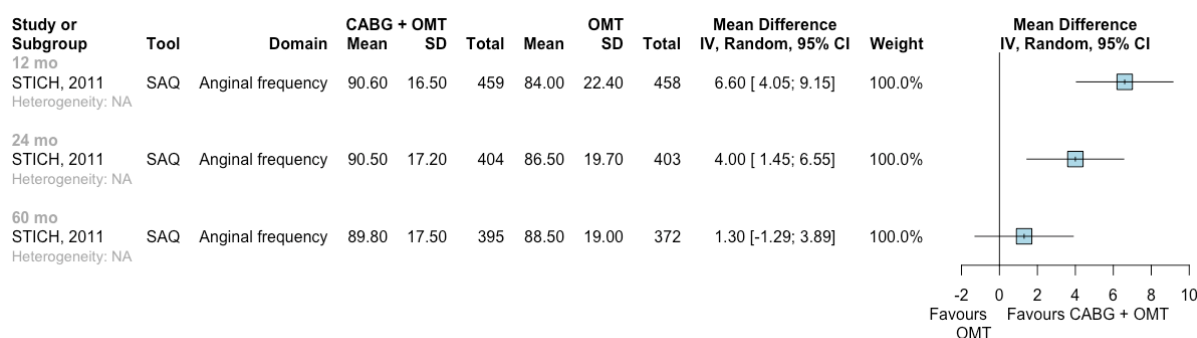 Study or CABG + OMT OMT Mean Difference Mean Difference
Subgroup Tool Domain Mean SD Total Mean SD Total IV, Random, 95% CI Weight IV, Random, 95% CI
12 mo
STICH, 2011 SAQ Anginal frequency 90.60 16.50 459 84.00 22.40 458 6.60 [ 4.05; 9.15] 100.0%
Heterogeneity: NA
24 mo
STICH, 2011 SAQ Anginal frequency 90.50 17.20 404 86.50 19.70 403 4.00 [ 1.45; 6.55] 100.0%
Heterogeneity: NA
60 mo
STICH, 2011 SAQ Anginal frequency 89.80 17.50 395 88.50 19.00 372 1.30 [-1.29; 3.89] 100.0%
Heterogeneity: NA
-2 0 2 4 6 8 10
Favours Favours CABG + OMT
OMT